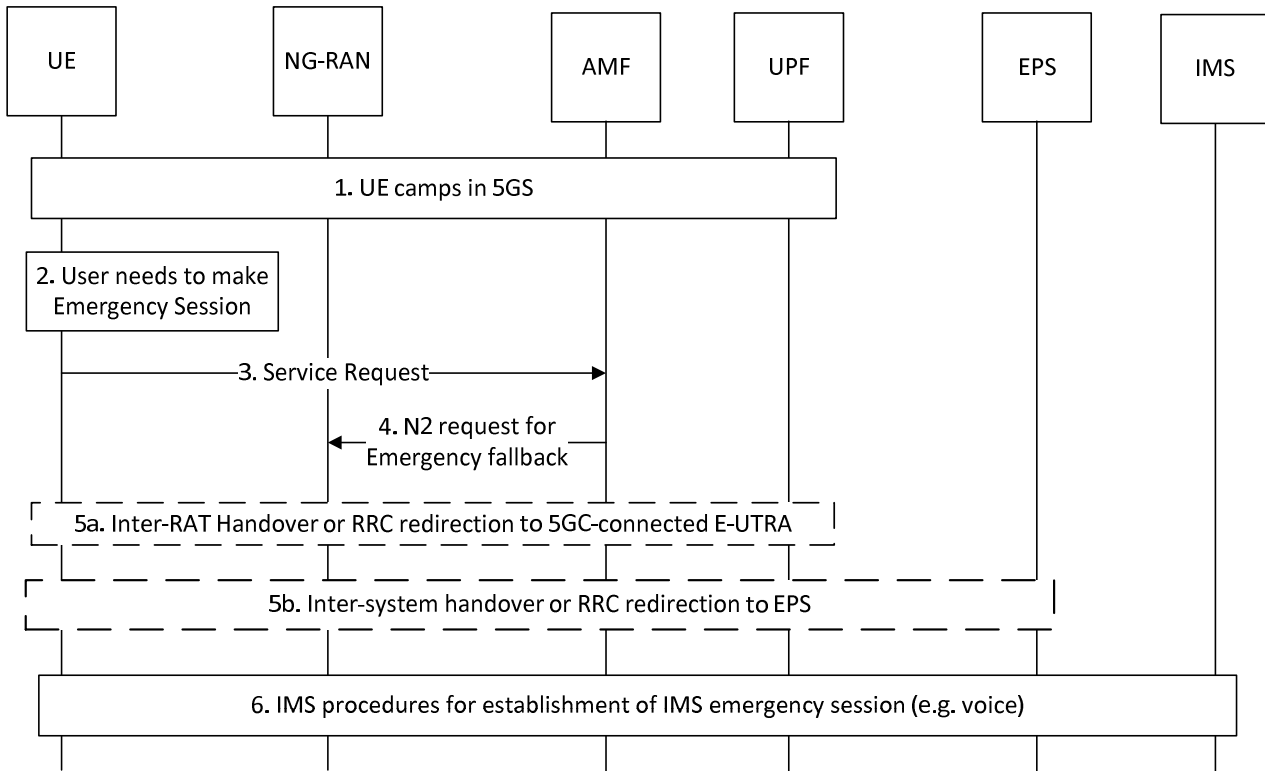 UE
NG-RAN
AMF
UPF
EPS
IMS
1. UE camps in 5GS
2. User needs to make
Emergency Session
3. Service Request
4. N2 request for
Emergency fallback
5a. Inter-RAT Handover or RRC redirection to 5GC-connected E-UTRA
5b. Inter-system handover or RRC redirection to EPS
6. IMS procedures for establishment of IMS emergency session (e.g. voice)